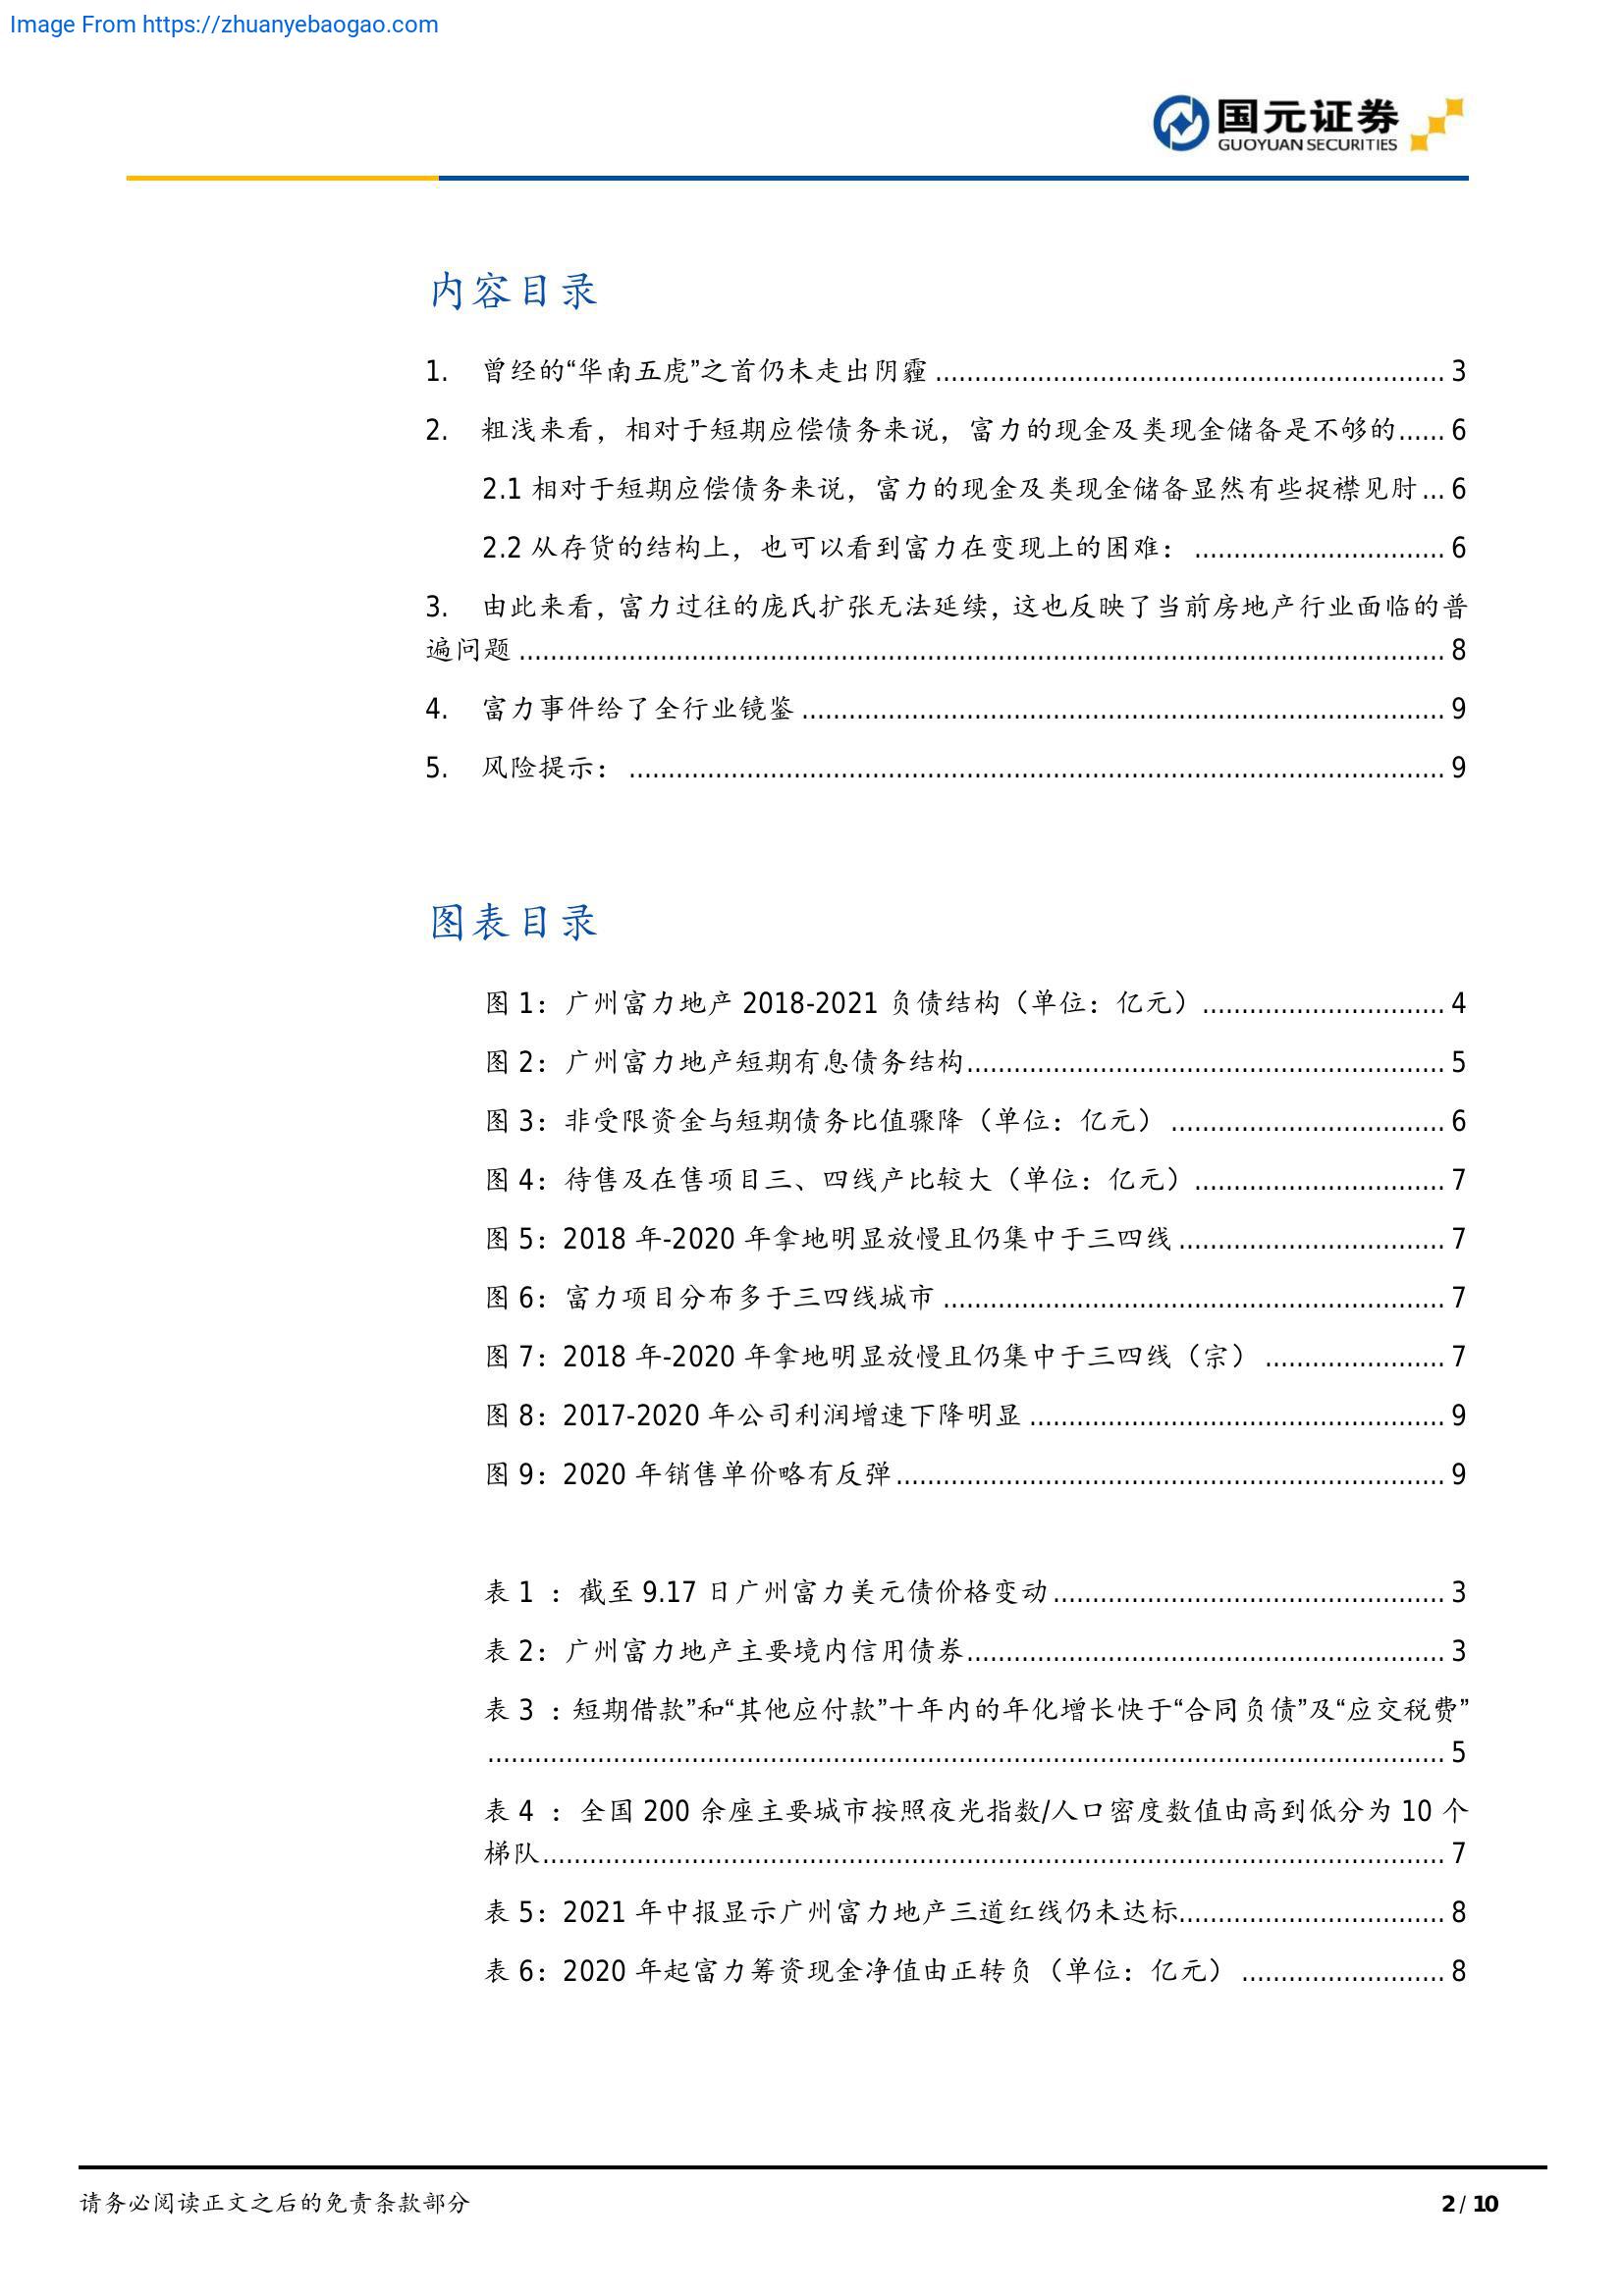 Image From https://zhuanyebaogao.com
国元证券
GUOYUAN SECURITIES
内容目录
1. 曾经的“华南五虎”之首仍未走出阴霾 ........ 3
2. 粗浅来看，相对于短期应偿债务来说，富力的现金及类现金储备是不够的...... 6
2.1 相对于短期应偿债务来说，富力的现金及类现金储备显然有些捉襟见肘... 6
2.2 从存货的结构上，也可以看到富力在变现上的困难： ........ 6
3. 由此来看，富力过往的庞氏扩张无法延续，这也反映了当前房地产行业面临的普
遍问题 ........ 8
4. 富力事件给了全行业镜鉴 ........ 9
5. 风险提示： ........ 9
图表目录
图 1：广州富力地产 2018-2021 负债结构（单位：亿元）........ 4
图 2：广州富力地产短期有息债务结构........ 5
图 3：非受限资金与短期债务比值骤降（单位：亿元） ........ 6
图 4：待售及在售项目三、四线产比较大（单位：亿元）........ 7
图 5：2018 年-2020 年拿地明显放慢且仍集中于三四线 ........ 7
图 6：富力项目分布多于三四线城市 ........ 7
图 7：2018 年-2020 年拿地明显放慢且仍集中于三四线（宗） ........ 7
图 8：2017-2020 年公司利润增速下降明显 ........ 9
图 9：2020 年销售单价略有反弹........ 9
表 1 ：截至 9.17 日广州富力美元债价格变动........ 3
表 2：广州富力地产主要境内信用债券........ 3
表 3 ：短期借款”和“其他应付款”十年内的年化增长快于“合同负债”及“应交税费”
........ 5
表 4 ：全国 200 余座主要城市按照夜光指数/人口密度数值由高到低分为 10 个
梯队........ 7
表 5：2021 年中报显示广州富力地产三道红线仍未达标........ 8
表 6：2020 年起富力筹资现金净值由正转负（单位：亿元） ........ 8
请务必阅读正文之后的免责条款部分
2 / 10